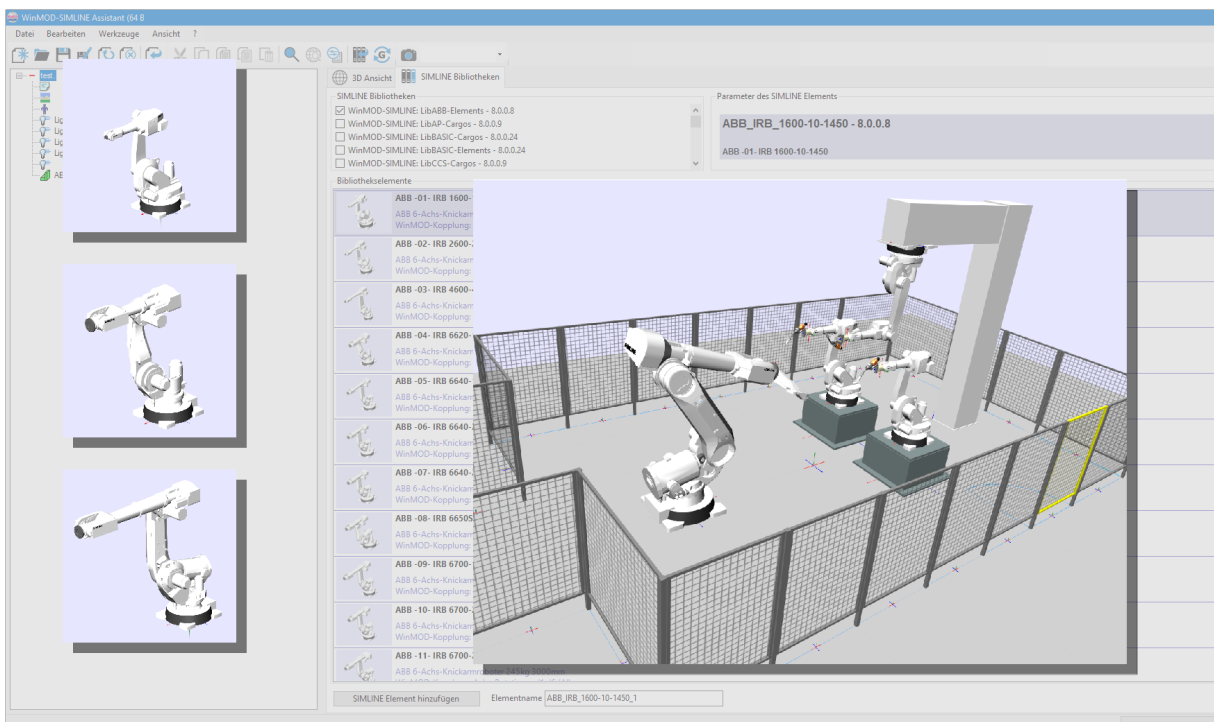 WinMOD-SIMLINE Assistant (64 B
Datei Bearbeiten Werkzeuge Ansicht ?
test
Lig
Lig
Lig
Lig
AB
3D Ansicht SIMLINE Bibliotheken
SIMLINE Bibliotheken
WinMOD-SIMLINE: LibABB-Elements - 8.0.0.8
WinMOD-SIMLINE: LibAP-Cargos - 8.0.0.9
WinMOD-SIMLINE: LibBASIC-Cargos - 8.0.0.24
WinMOD-SIMLINE: LibBASIC-Elements - 8.0.0.24
WinMOD-SIMLINE: LibCCS-Cargos - 8.0.0.9
Parameter des SIMLINE Elements
ABB_IRB_1600-10-1450 - 8.0.0.8
ABB -01- IRB 1600-10-1450
Bibliothekselemente
ABB -01- IRB 1600-
ABB 6-Achs-Knickarm
WinMOD-Kopplung:
ABB -02- IRB 2600-
ABB 6-Achs-Knickarm
WinMOD-Kopplung:
ABB -03- IRB 4600-
ABB 6-Achs-Knickarm
WinMOD-Kopplung:
ABB -04- IRB 6620-
ABB 6-Achs-Knickarm
WinMOD-Kopplung:
ABB -05- IRB 6640-
ABB 6-Achs-Knickarm
WinMOD-Kopplung:
ABB -06- IRB 6640-
ABB 6-Achs-Knickarm
WinMOD-Kopplung:
ABB -07- IRB 6640-
ABB 6-Achs-Knickarm
WinMOD-Kopplung:
ABB -08- IRB 6650S
ABB 6-Achs-Knickarm
WinMOD-Kopplung:
ABB -09- IRB 6700-
ABB 6-Achs-Knickarm
WinMOD-Kopplung:
ABB -10- IRB 6700-
ABB 6-Achs-Knickarm
WinMOD-Kopplung:
ABB -11- IRB 6700-
ABB 6-Achs-Knickarmroboter 245kg 3000mm
SIMLINE Element hinzufügen Elementname ABB_IRB_1600-10-1450_1